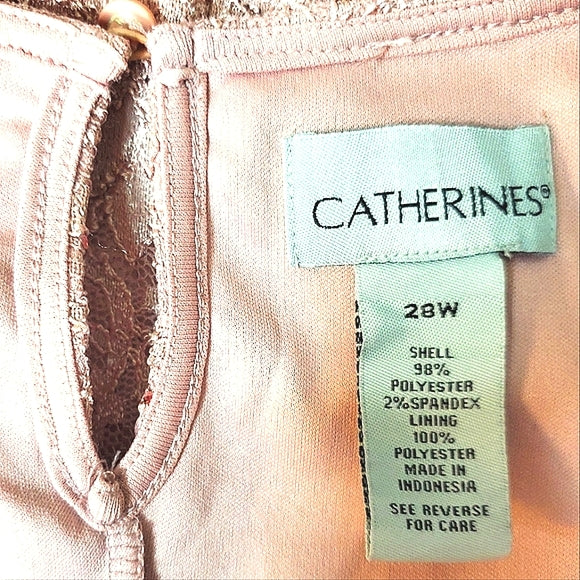 CATHERINES®
28W
SHELL
98%
POLYESTER
2%SPANDEX
LINING
100%
POLYESTER
MADE IN
INDONESIA
SEE REVERSE
FOR CARE